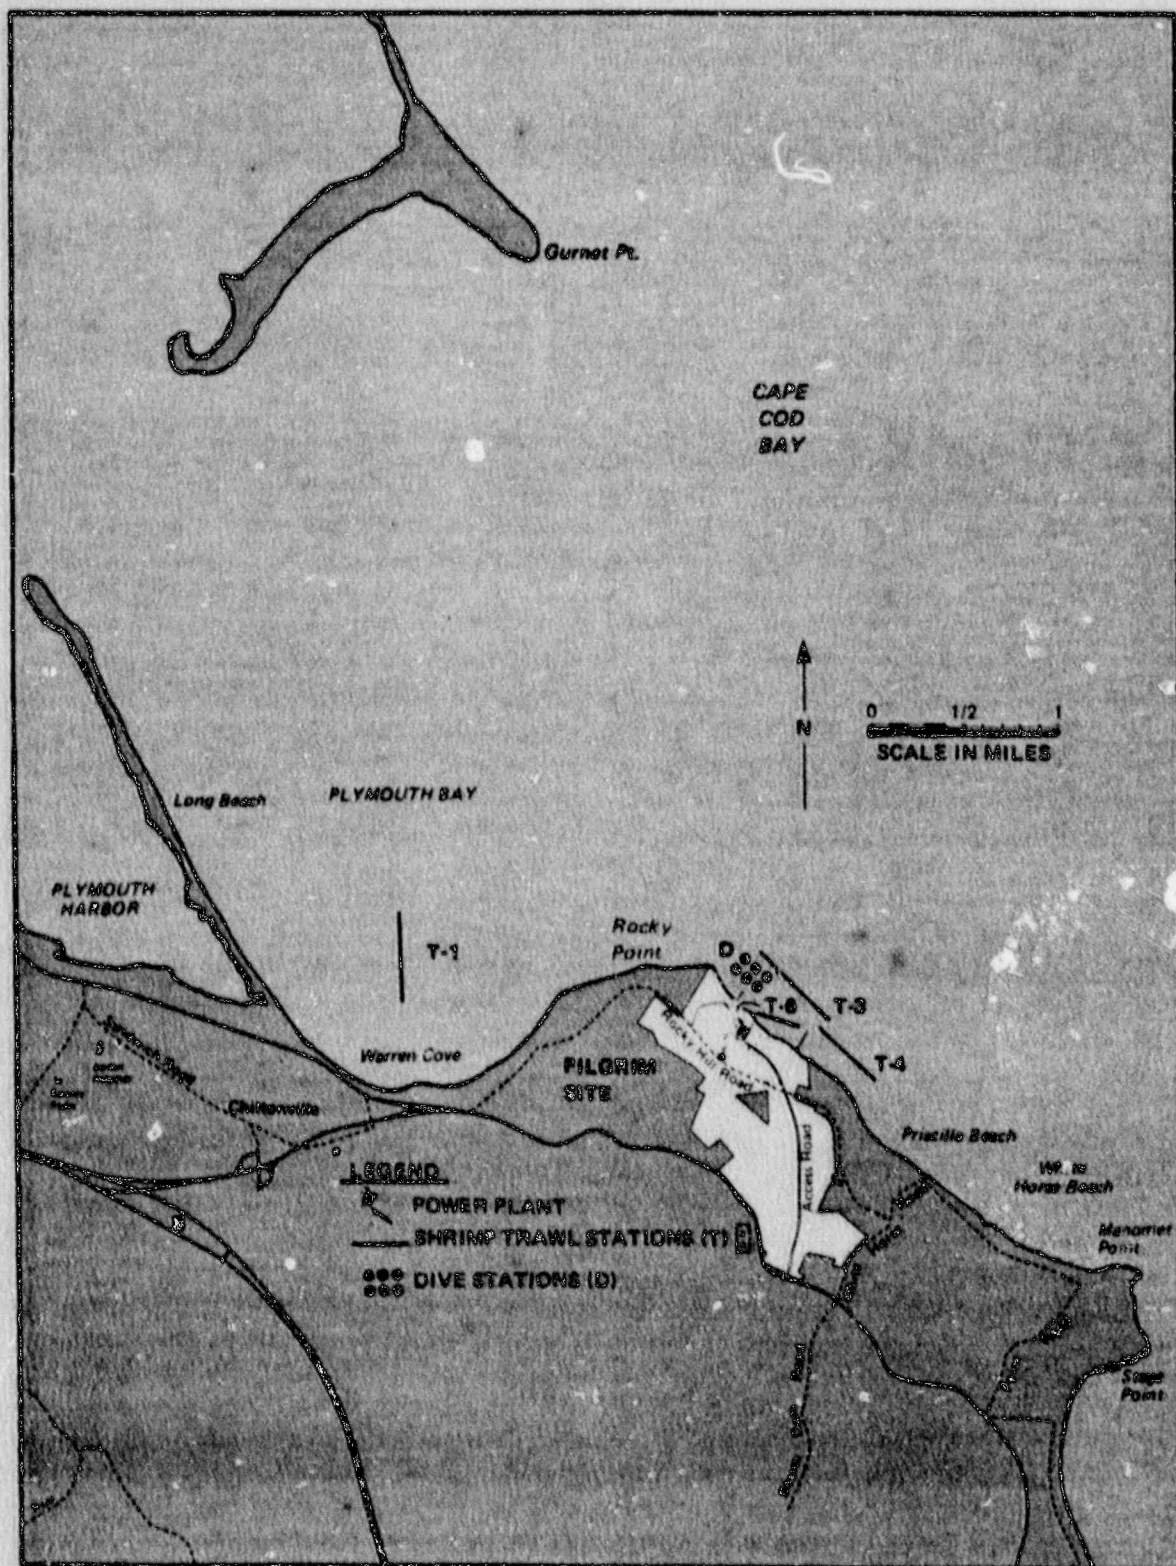 Gurnet Pt.
CAPE
COD
BAY
N
0 1/2 1
SCALE IN MILES
Long Beach
PLYMOUTH BAY
PLYMOUTH
HARBOR
T-1
Rocky
Point
D
T-6
T-3
T-4
Warren Cove
PILGRIM
SITE
Rocky Hill Road
Access Road
Chiltonville
Priscilla Beach
White
Horse Beach
Manomet
Point
Stage
Point
Road
LEGEND
POWER PLANT
SHRIMP TRAWL STATIONS (T)
DIVE STATIONS (D)